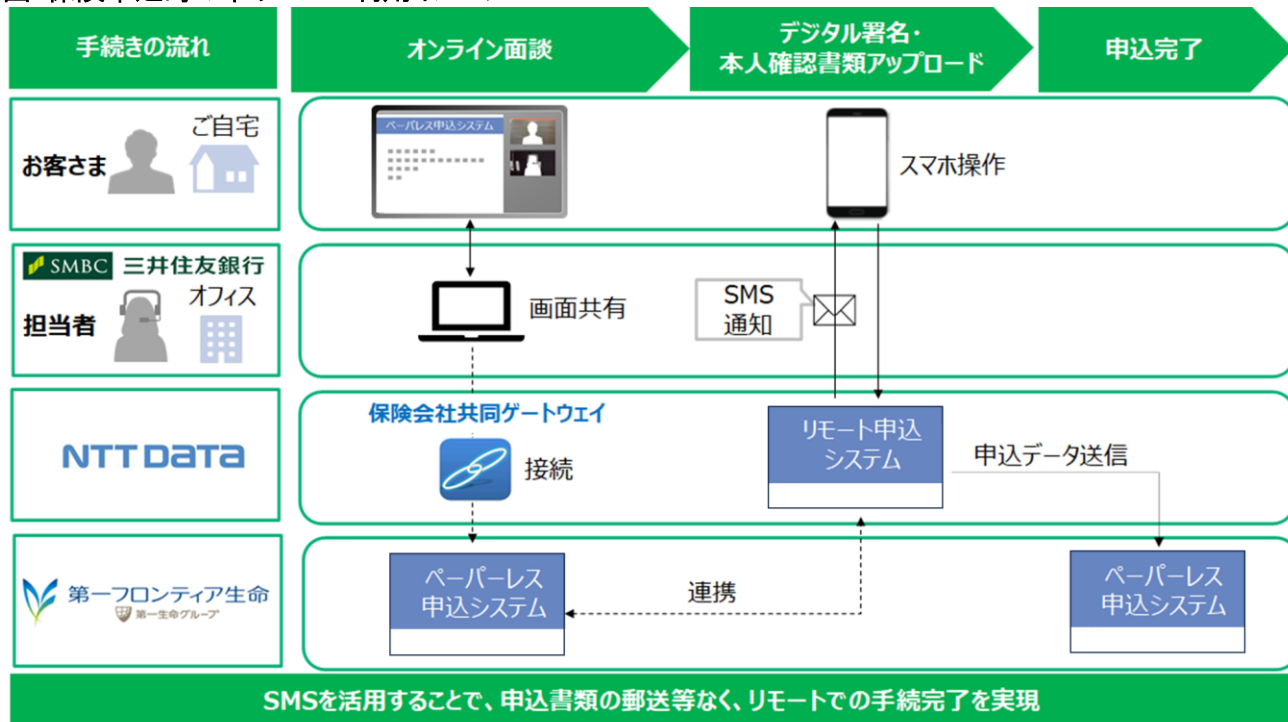 手続きの流れ
オンライン面談
デジタル署名・
本人確認書類アップロード
申込完了
お客さま
ご自宅
ペーパレス申込システム
スマホ操作
SMBC 三井住友銀行
担当者
オフィス
画面共有
SMS
通知
NTT DATA
保険会社共同ゲートウェイ
接続
リモート申込
システム
申込データ送信
第一フロンティア生命
第一生命グループ
ペーパーレス
申込システム
連携
ペーパーレス
申込システム
SMSを活用することで、申込書類の郵送等なく、リモートでの手続完了を実現